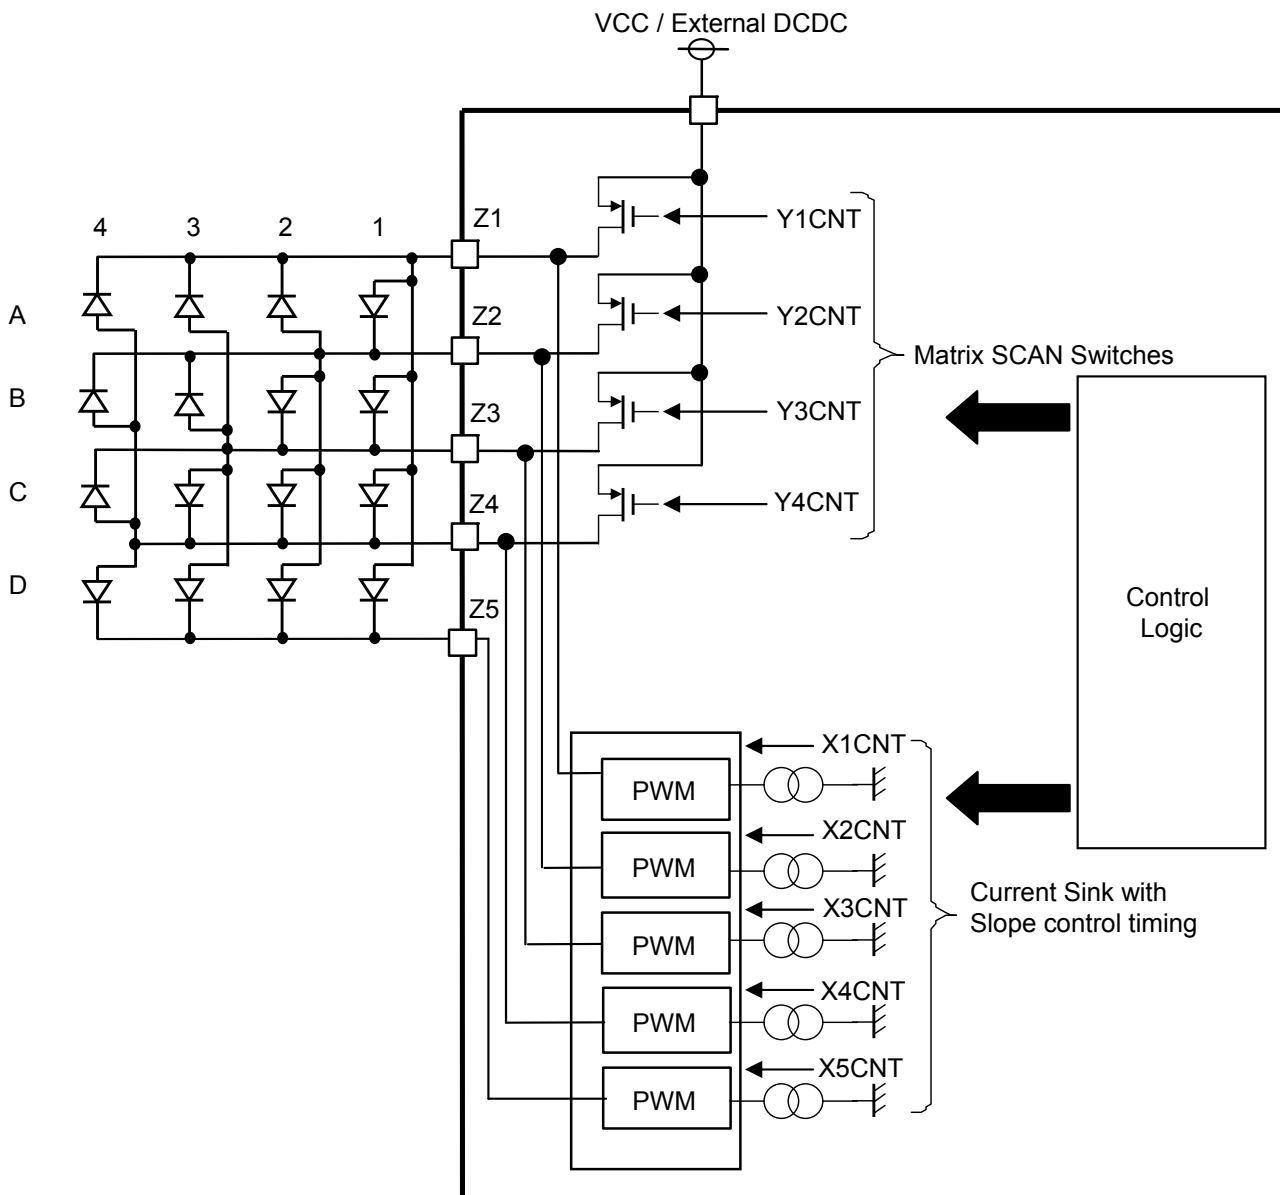 VCC / External DCDC
4 3 2 1
A
B
C
D
Z1
Z2
Z3
Z4
Z5
Y1CNT
Y2CNT
Y3CNT
Y4CNT
Matrix SCAN Switches
Control
Logic
PWM
PWM
PWM
PWM
PWM
X1CNT
X2CNT
X3CNT
X4CNT
X5CNT
Current Sink with
Slope control timing